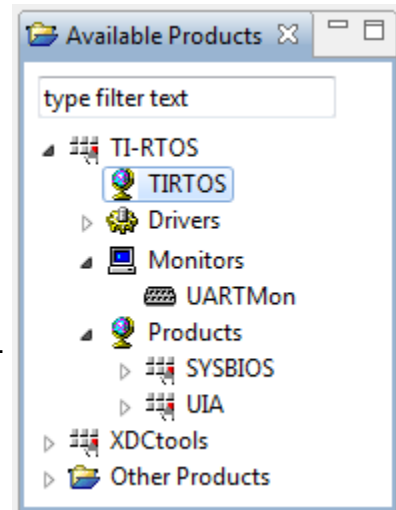 Available Products
type filter text
TI-RTOS
TIRTOS
Drivers
Monitors
UARTMon
Products
SYSBIOS
UIA
XDCtools
Other Products